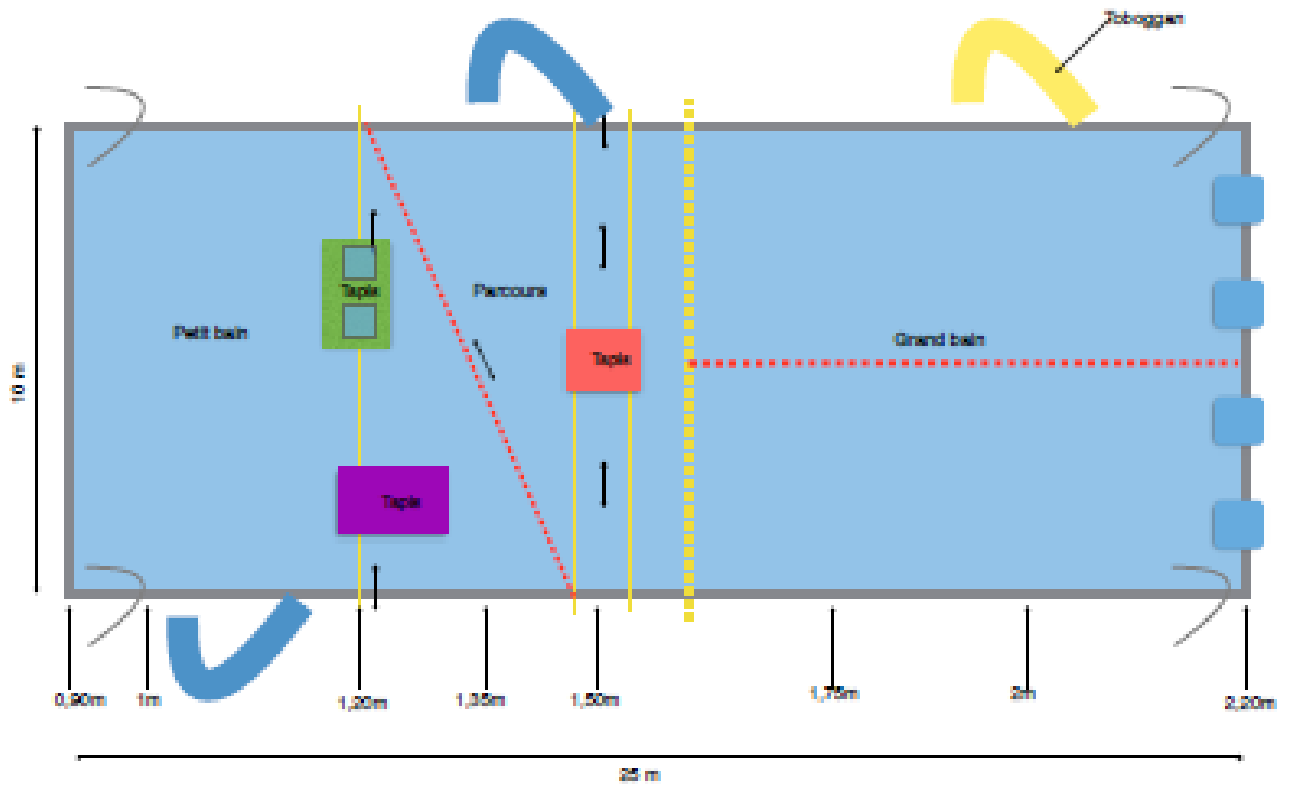 Toboggan
Tapis
Parcours
Petit bain
Grand bain
Tapis
Tapis
10 m
0,90m 1m 1,20m 1,35m 1,50m 1,75m 2m 2,20m
25 m